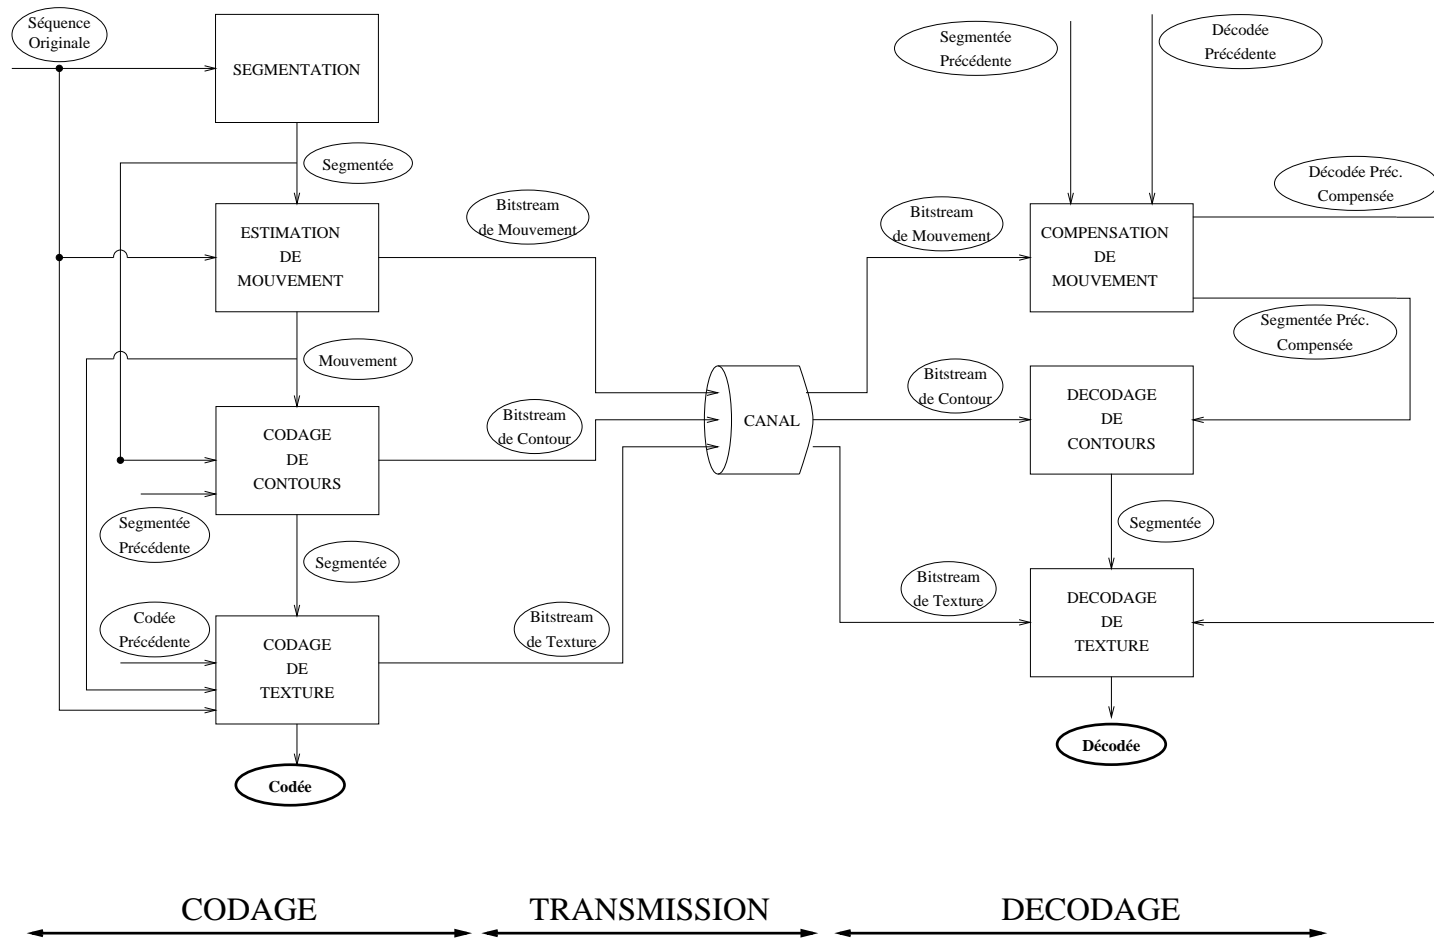 Séquence
Originale
SEGMENTATION
Segmentée
ESTIMATION
DE
MOUVEMENT
Bitstream
de Mouvement
Mouvement
CODAGE
DE
CONTOURS
Bitstream
de Contour
Segmentée
Précédente
Segmentée
Codée
Précédente
CODAGE
DE
TEXTURE
Bitstream
de Texture
Codée
CANAL
Segmentée
Précédente
Décodée
Précédente
Bitstream
de Mouvement
COMPENSATION
DE
MOUVEMENT
Décodée Préc.
Compensée
Segmentée Préc.
Compensée
Bitstream
de Contour
DECODAGE
DE
CONTOURS
Segmentée
Bitstream
de Texture
DECODAGE
DE
TEXTURE
Décodée
CODAGE
TRANSMISSION
DECODAGE